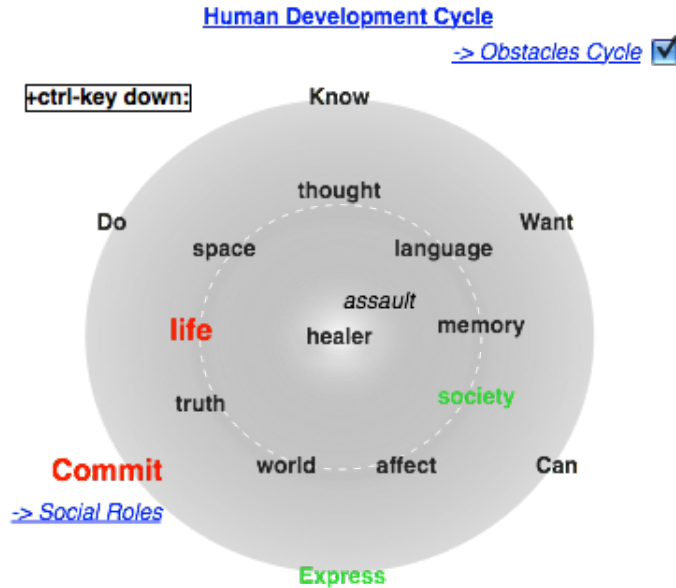 Human Development Cycle
-> Obstacles Cycle
+ctrl-key down:
Know
thought
Do
Want
space
language
assault
life
healer
memory
truth
society
Commit
world
affect
Can
-> Social Roles
Express